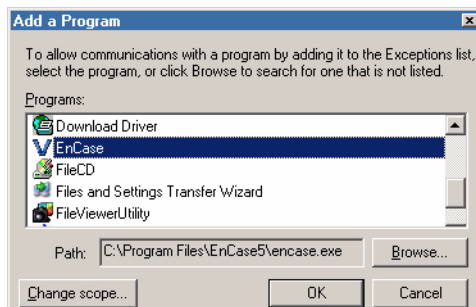 Add a Program
To allow communications with a program by adding it to the Exceptions list,
select the program, or click Browse to search for one that is not listed.
Programs:
Download Driver
EnCase
FileCD
Files and Settings Transfer Wizard
FileViewerUtility
Path: C:\Program Files\EnCase5\encase.exe Browse...
Change scope... OK Cancel